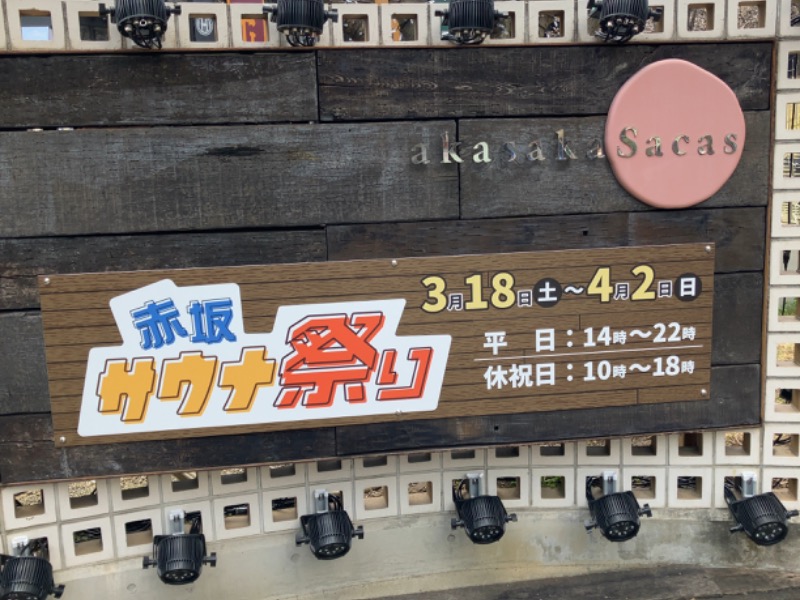 akasaka Sacas
赤坂
サウナ祭り
3月18日土〜4月2日日
平 日：14時〜22時
休祝日：10時〜18時